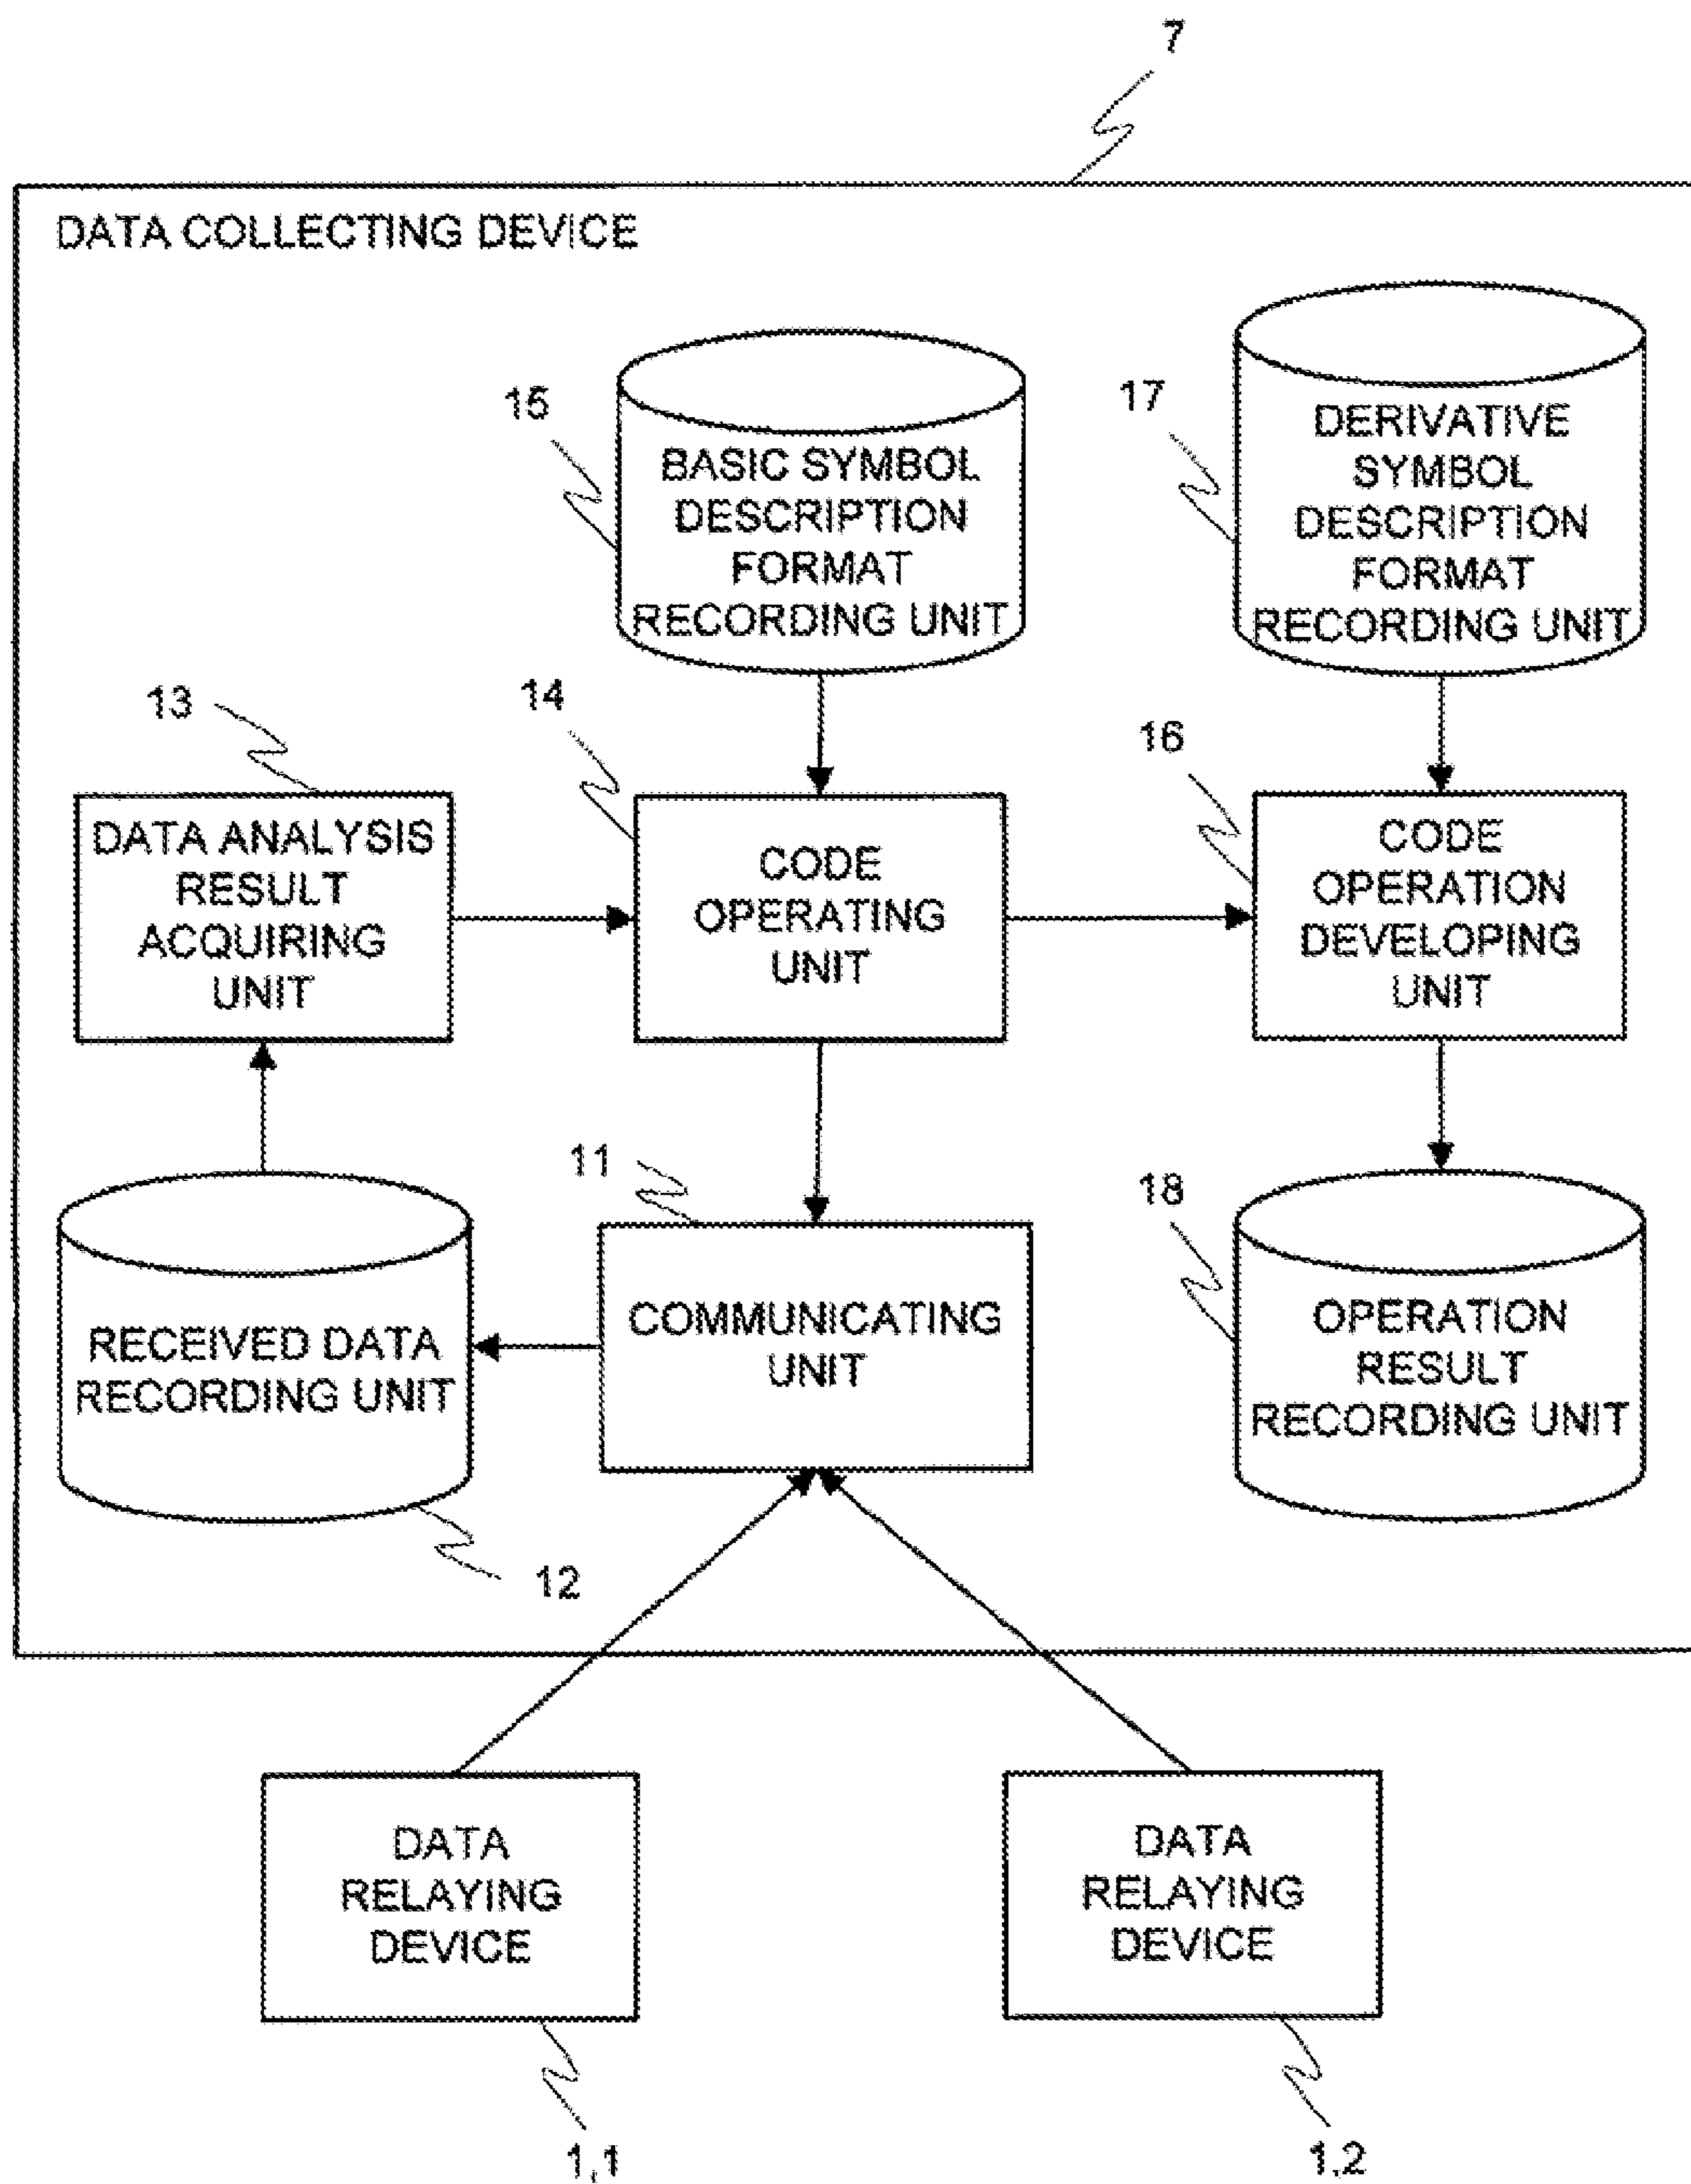 7
DATA COLLECTING DEVICE
15
BASIC SYMBOL
DESCRIPTION
FORMAT
RECORDING UNIT
17
DERIVATIVE
SYMBOL
DESCRIPTION
FORMAT
RECORDING UNIT
13
DATA ANALYSIS
RESULT
ACQUIRING
UNIT
14
CODE
OPERATING
UNIT
16
CODE
OPERATION
DEVELOPING
UNIT
12
RECEIVED DATA
RECORDING UNIT
11
COMMUNICATING
UNIT
18
OPERATION
RESULT
RECORDING UNIT
DATA
RELAYING
DEVICE
1,1
DATA
RELAYING
DEVICE
1,2